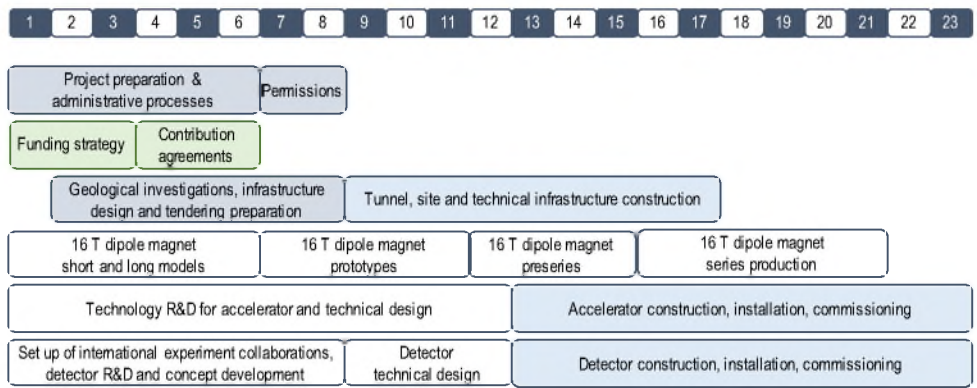 1 2 3 4 5 6 7 8 9 10 11 12 13 14 15 16 17 18 19 20 21 22 23
Project preparation &
administrative processes
Permissions
Funding strategy
Contribution
agreements
Geological investigations, infrastructure
design and tendering preparation
Tunnel, site and technical infrastructure construction
16 T dipole magnet
short and long models
16 T dipole magnet
prototypes
16 T dipole magnet
preseries
16 T dipole magnet
series production
Technology R&D for accelerator and technical design
Accelerator construction, installation, commissioning
Set up of international experiment collaborations,
detector R&D and concept development
Detector
technical design
Detector construction, installation, commissioning